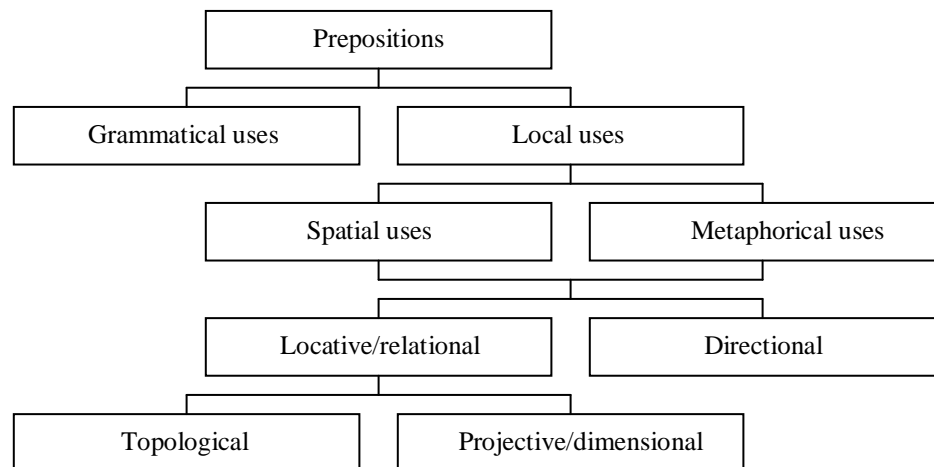 Prepositions
Grammatical uses
Local uses
Spatial uses
Metaphorical uses
Locative/relational
Directional
Topological
Projective/dimensional